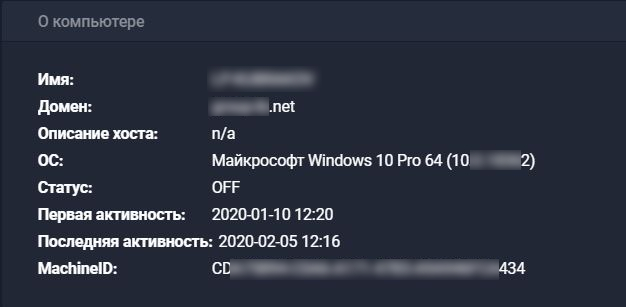 О компьютере
Имя:
Домен: .net
Описание хоста: n/a
ОС: Майкрософт Windows 10 Pro 64 (10 2)
Статус: OFF
Первая активность: 2020-01-10 12:20
Последняя активность: 2020-02-05 12:16
MachineID: CD 434